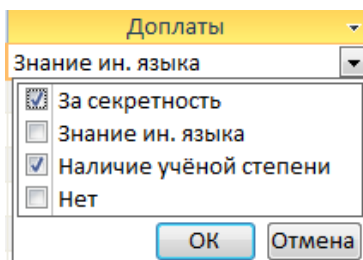 Доплаты
Знание ин. языка
За секретность
Знание ин. языка
Наличие учёной степени
Нет
ОК Отмена